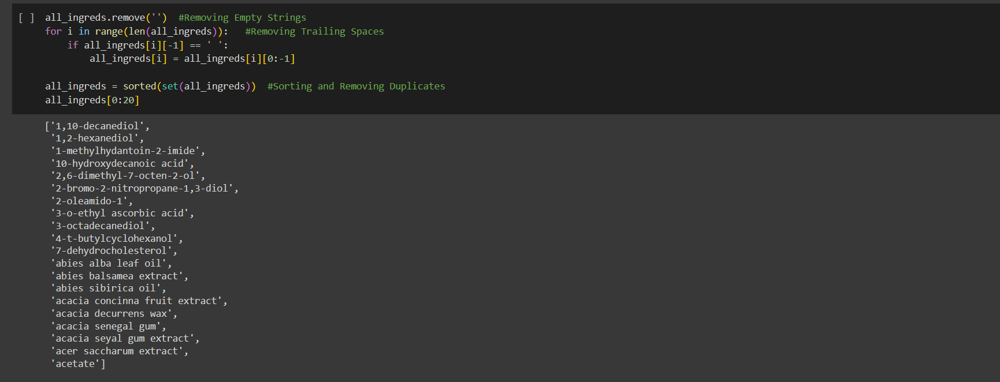 [ ] all_ingreds.remove('')  #Removing Empty Strings
for i in range(len(all_ingreds)):   #Removing Trailing Spaces
    if all_ingreds[i][-1] == ' ':
        all_ingreds[i] = all_ingreds[i][0:-1]
all_ingreds = sorted(set(all_ingreds))  #Sorting and Removing Duplicates
all_ingreds[0:20]
['1,10-decanediol',
 '1,2-hexanediol',
 '1-methylhydantoin-2-imide',
 '10-hydroxydecanoic acid',
 '2,6-dimethyl-7-octen-2-ol',
 '2-bromo-2-nitropropane-1,3-diol',
 '2-oleamido-1',
 '3-o-ethyl ascorbic acid',
 '3-octadecanediol',
 '4-t-butylcyclohexanol',
 '7-dehydrocholesterol',
 'abies alba leaf oil',
 'abies balsamea extract',
 'abies sibirica oil',
 'acacia concinna fruit extract',
 'acacia decurrens wax',
 'acacia senegal gum',
 'acacia seyal gum extract',
 'acer saccharum extract',
 'acetate']